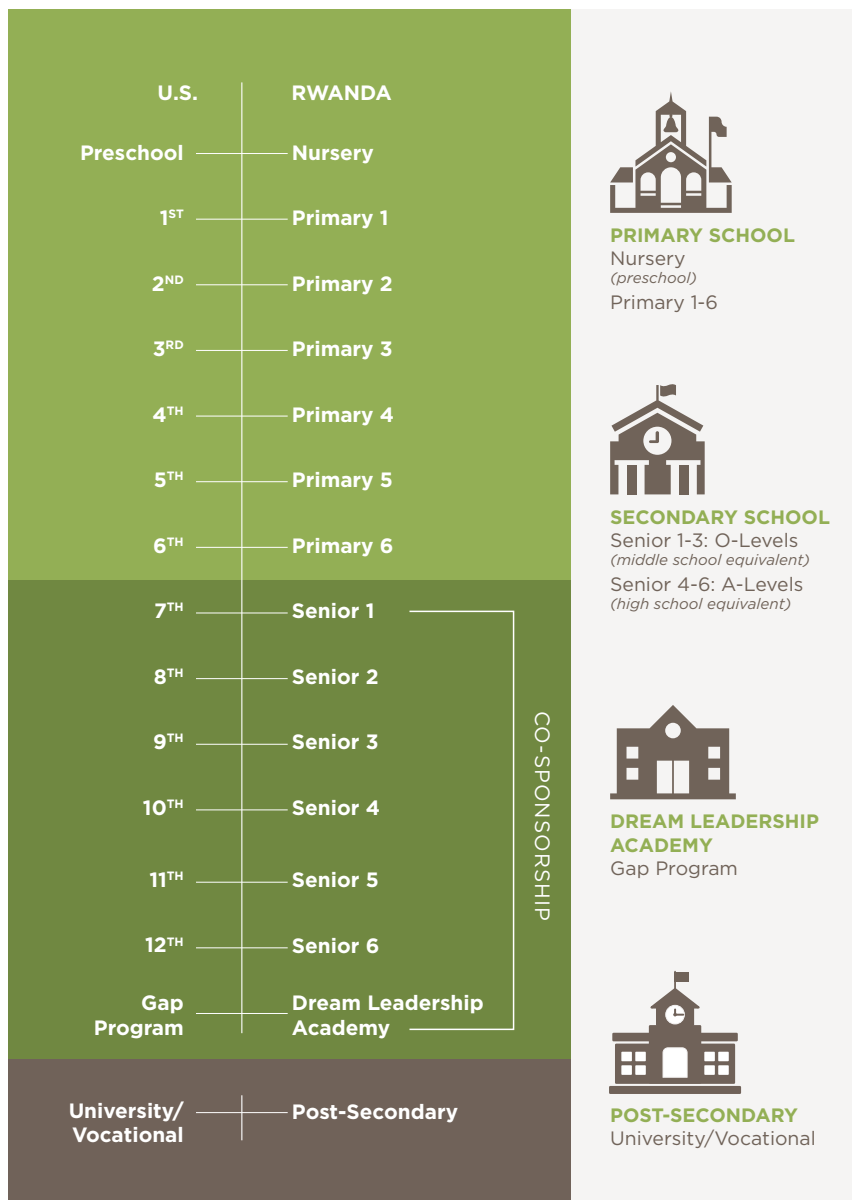 U.S. RWANDA
Preschool Nursery
1ST Primary 1
2ND Primary 2
3RD Primary 3
4TH Primary 4
5TH Primary 5
6TH Primary 6
7TH Senior 1
8TH Senior 2
9TH Senior 3
10TH Senior 4
11TH Senior 5
12TH Senior 6
Gap Dream Leadership
Program Academy
University/ Post-Secondary
Vocational
CO-SPONSORSHIP
PRIMARY SCHOOL
Nursery
(preschool)
Primary 1-6
SECONDARY SCHOOL
Senior 1-3: O-Levels
(middle school equivalent)
Senior 4-6: A-Levels
(high school equivalent)
DREAM LEADERSHIP
ACADEMY
Gap Program
POST-SECONDARY
University/Vocational